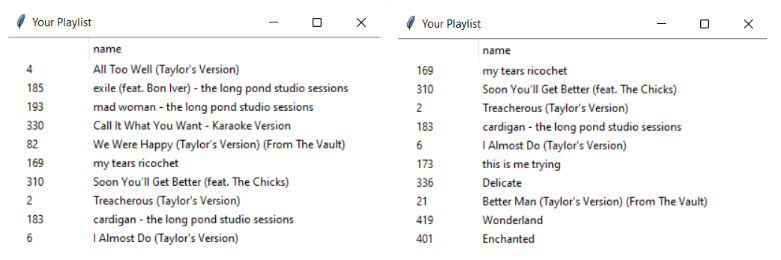 Your Playlist
name
4 All Too Well (Taylor's Version)
185 exile (feat. Bon Iver) - the long pond studio sessions
193 mad woman - the long pond studio sessions
330 Call It What You Want - Karaoke Version
82 We Were Happy (Taylor's Version) (From The Vault)
169 my tears ricochet
310 Soon You'll Get Better (feat. The Chicks)
2 Treacherous (Taylor's Version)
183 cardigan - the long pond studio sessions
6 I Almost Do (Taylor's Version)
Your Playlist
name
169 my tears ricochet
310 Soon You'll Get Better (feat. The Chicks)
2 Treacherous (Taylor's Version)
183 cardigan - the long pond studio sessions
6 I Almost Do (Taylor's Version)
173 this is me trying
336 Delicate
21 Better Man (Taylor's Version) (From The Vault)
419 Wonderland
401 Enchanted